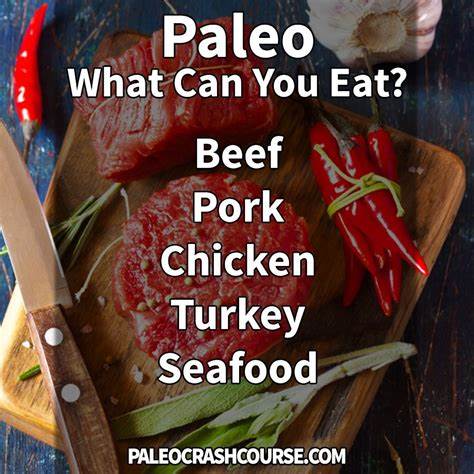 Paleo
What Can You Eat?
Beef
Pork
Chicken
Turkey
Seafood
PALEOCRASHCOURSE.COM